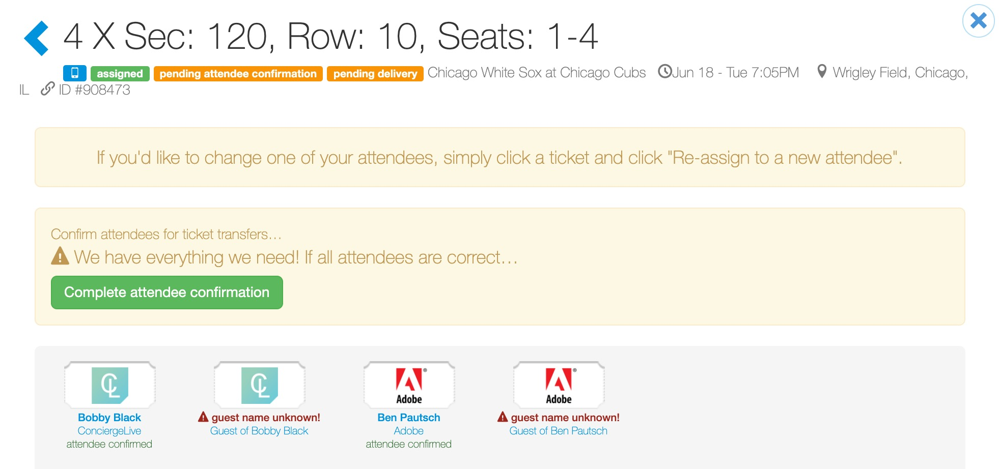 4 X Sec: 120, Row: 10, Seats: 1-4
assigned pending attendee confirmation pending delivery Chicago White Sox at Chicago Cubs Jun 18 - Tue 7:05PM Wrigley Field, Chicago,
IL ID #908473
If you'd like to change one of your attendees, simply click a ticket and click "Re-assign to a new attendee".
Confirm attendees for ticket transfers...
We have everything we need! If all attendees are correct...
Complete attendee confirmation
CL
Bobby Black
ConciergeLive
attendee confirmed
CL
guest name unknown!
Guest of Bobby Black
Adobe®
Ben Pautsch
Adobe
attendee confirmed
Adobe®
guest name unknown!
Guest of Ben Pautsch